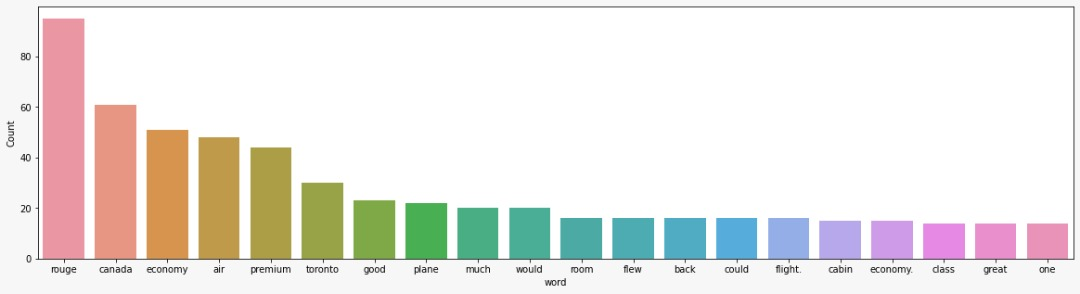 Count
80
60
40
20
0
rouge canada economy air premium toronto good plane much would room flew back could flight. cabin economy. class great one
word